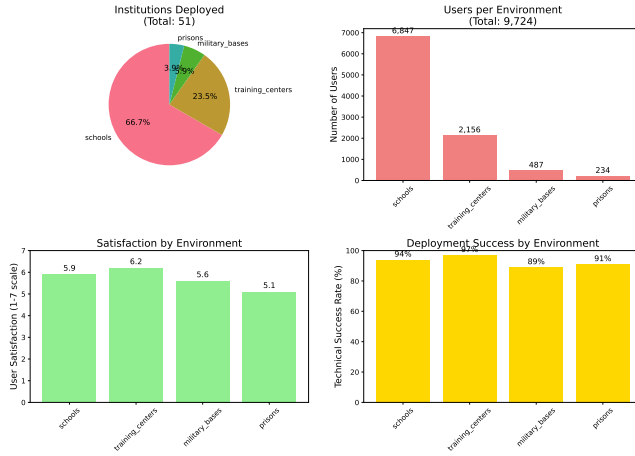 Institutions Deployed
(Total: 51)
prisons
military_bases
training_centers
schools
3.9%
5.9%
23.5%
66.7%
Users per Environment
(Total: 9,724)
Number of Users
7000
6000
5000
4000
3000
2000
1000
0
6,847
2,156
487
234
schools
training_centers
military_bases
prisons
Satisfaction by Environment
User Satisfaction (1-7 scale)
7
6
5
4
3
2
1
0
5.9
6.2
5.6
5.1
schools
training_centers
military_bases
prisons
Deployment Success by Environment
Technical Success Rate (%)
100
80
60
40
20
0
94%
97%
89%
91%
schools
training_centers
military_bases
prisons